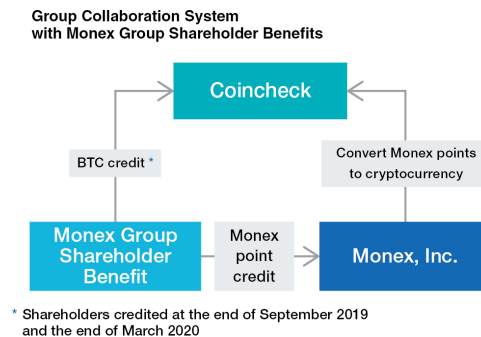 Group Collaboration System
with Monex Group Shareholder Benefits
Coincheck
BTC credit *
Convert Monex points
to cryptocurrency
Monex Group
Shareholder
Benefit
Monex
point
credit
Monex, Inc.
* Shareholders credited at the end of September 2019
and the end of March 2020